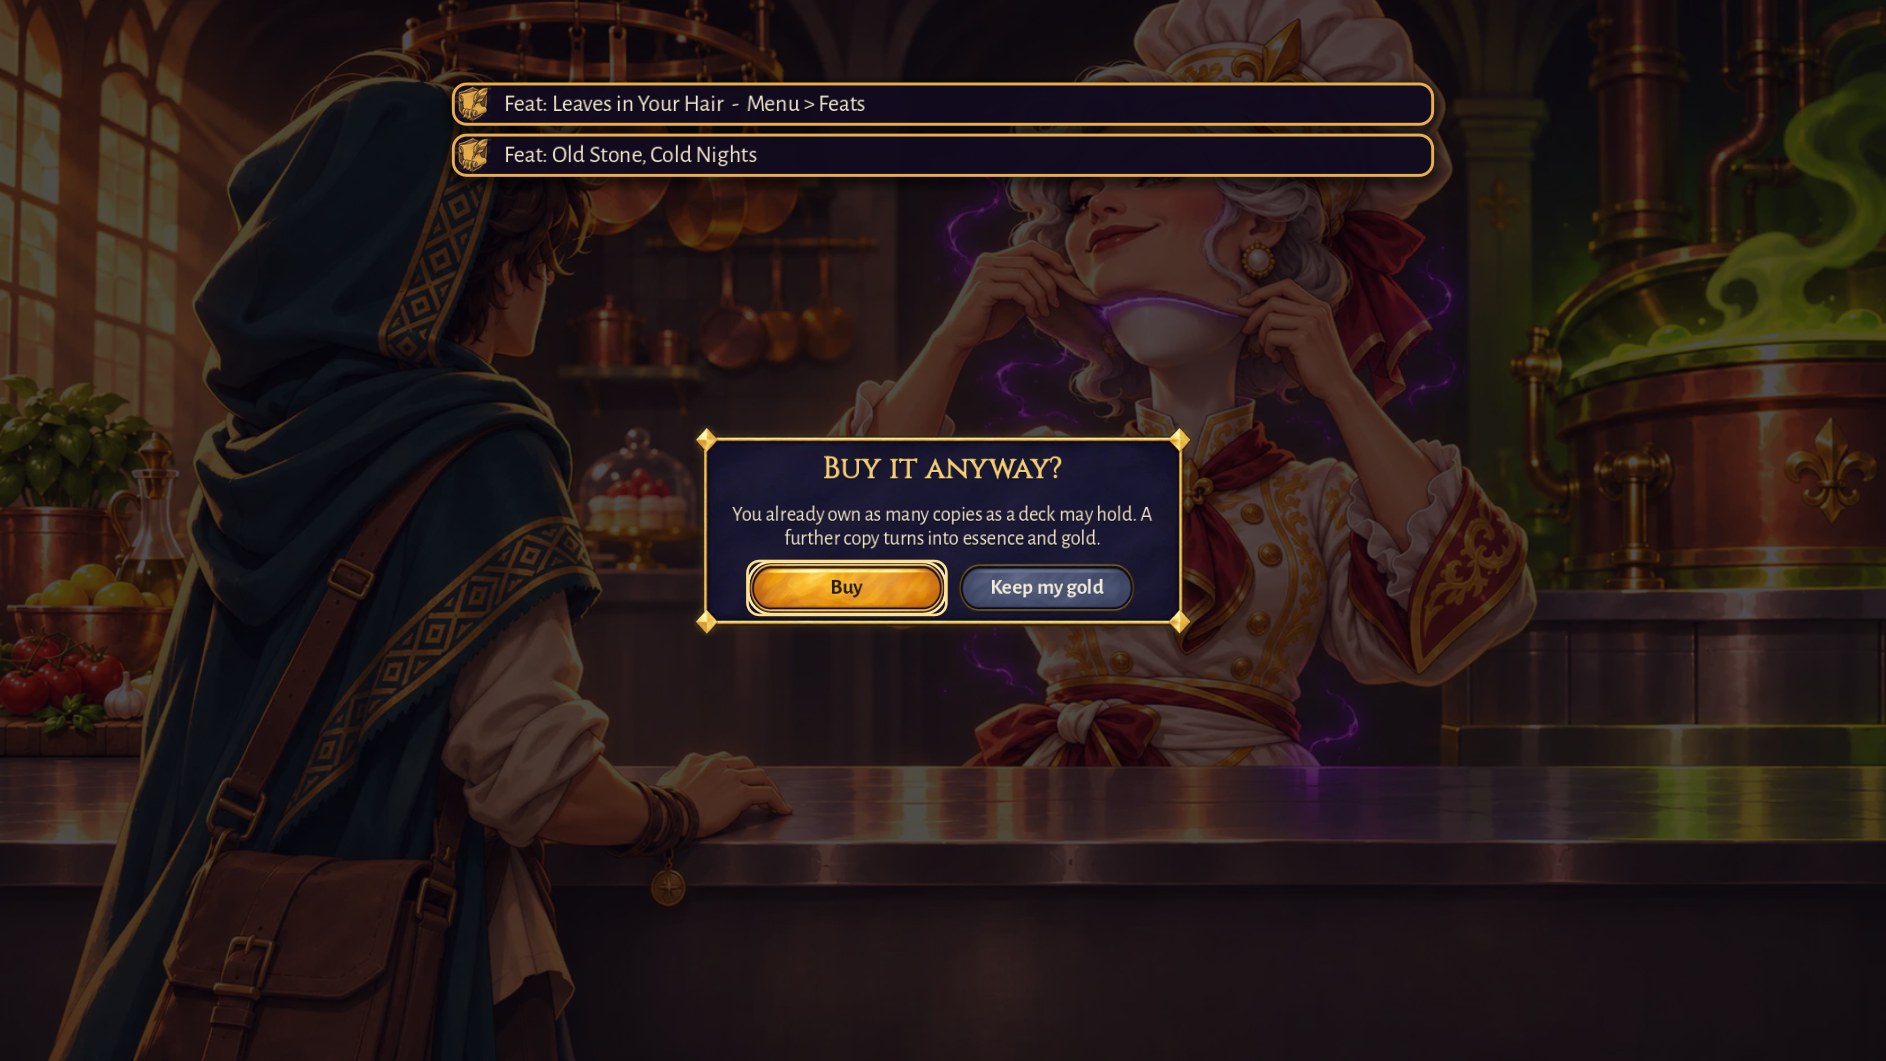 Feat: Leaves in Your Hair - Menu > Feats
Feat: Old Stone, Cold Nights
Buy it anyway?
You already own as many copies as a deck may hold. A
further copy turns into essence and gold.
Buy
Keep my gold